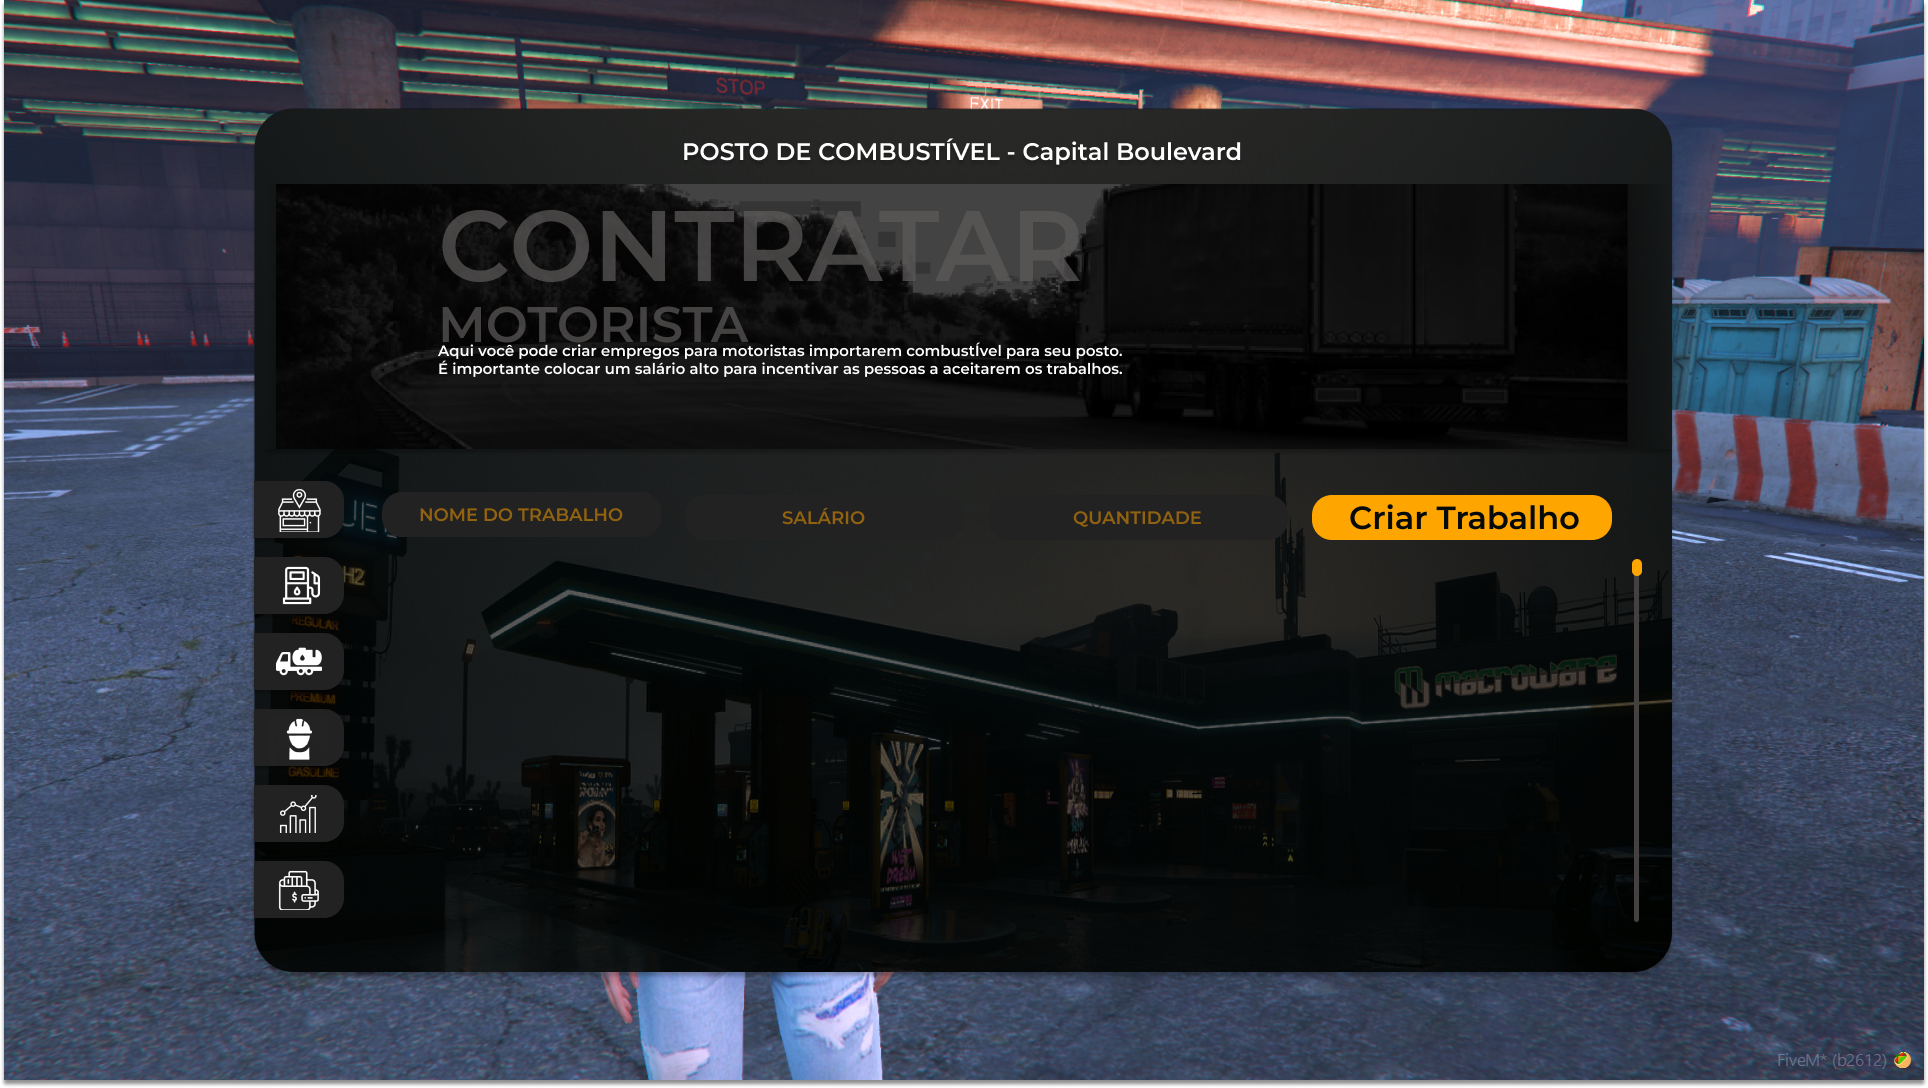 STOP
EXIT
POSTO DE COMBUSTÍVEL - Capital Boulevard
CONTRATAR
MOTORISTA
Aqui você pode criar empregos para motoristas importarem combustÍvel para seu posto.
É importante colocar um salário alto para incentivar as pessoas a aceitarem os trabalhos.
NOME DO TRABALHO
SALÁRIO
QUANTIDADE
Criar Trabalho
H2
REGULAR
macroware
PREMIUM
GASOLINE
FiveM* (b2612)